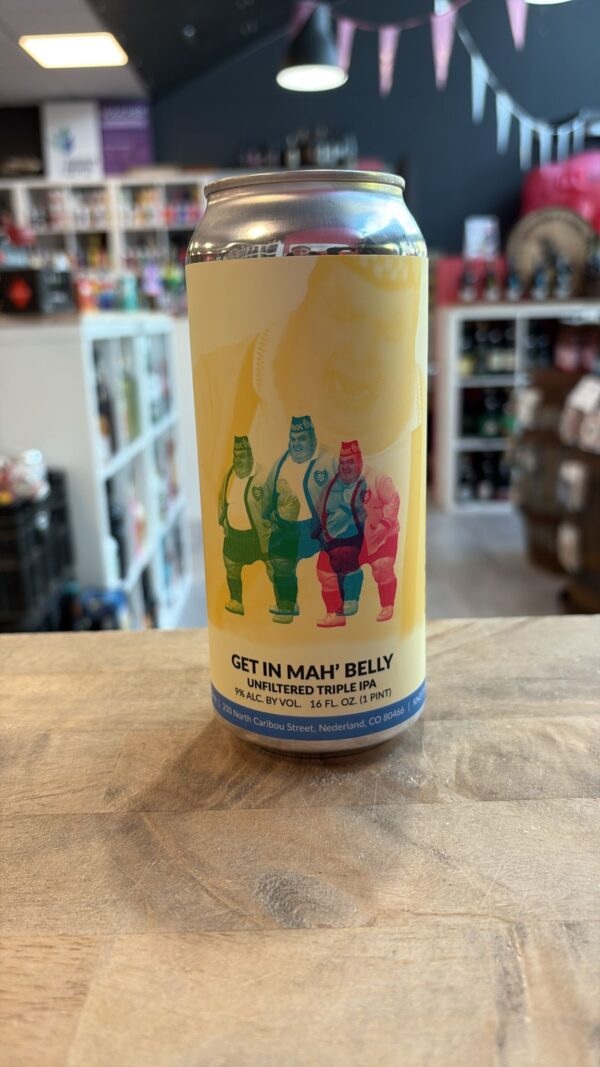 GET IN MAH' BELLY
UNFILTERED TRIPLE IPA
9% ALC. BY VOL. 16 FL. OZ. (1 PINT)
| 250 North Caribou Street, Nederland, CO 80466 |